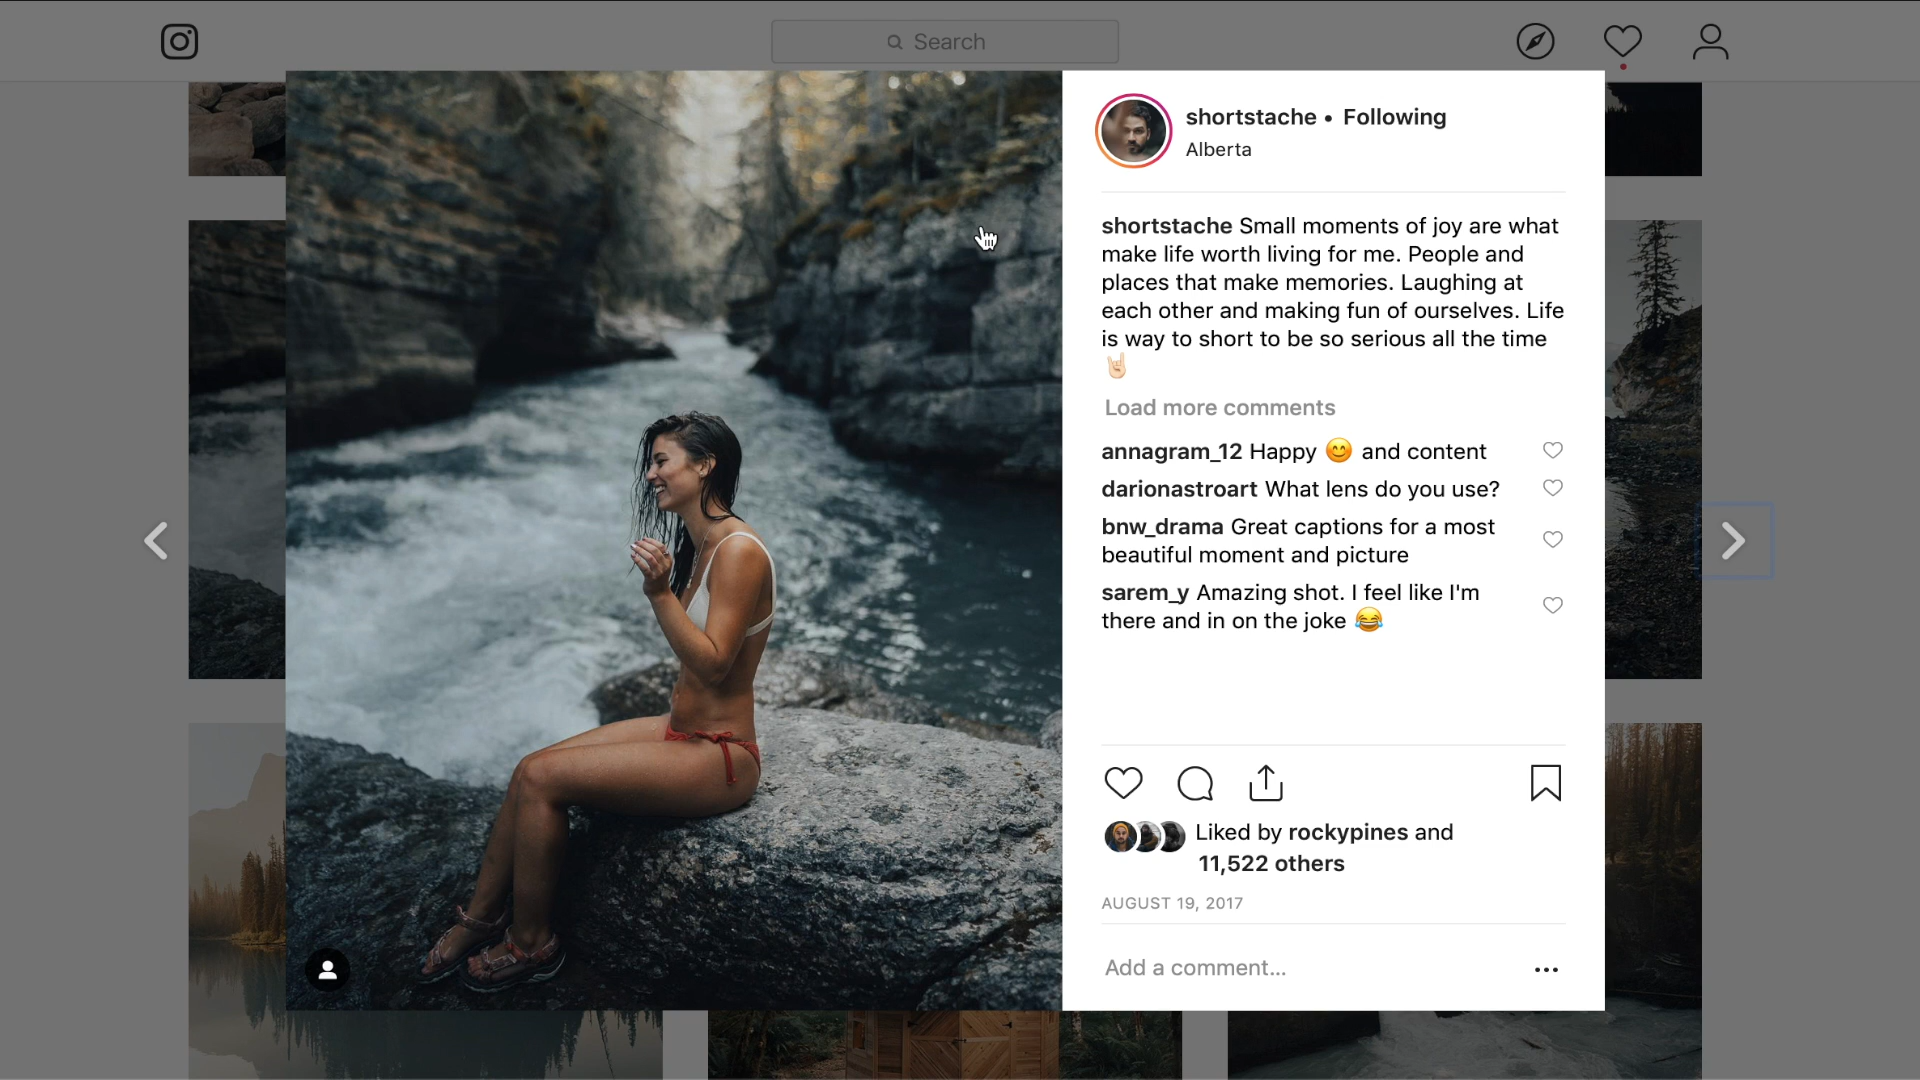 Search
shortstache • Following
Alberta
shortstache Small moments of joy are what
make life worth living for me. People and
places that make memories. Laughing at
each other and making fun of ourselves. Life
is way to short to be so serious all the time
🤘🏻
Load more comments
annagram_12 Happy 😊 and content
darionastroart What lens do you use?
bnw_drama Great captions for a most
beautiful moment and picture
sarem_y Amazing shot. I feel like I'm
there and in on the joke 😂
Liked by rockypines and
11,522 others
AUGUST 19, 2017
Add a comment...